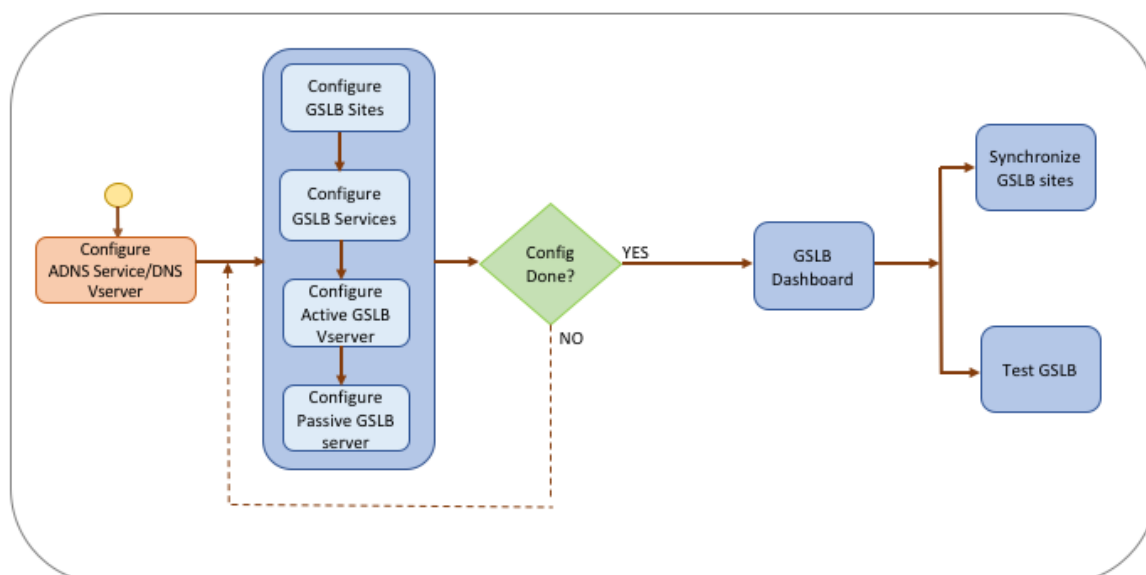 Configure
ADNS Service/DNS
Vserver
Configure
GSLB Sites
Configure
GSLB Services
Configure
Active GSLB
Vserver
Configure
Passive GSLB
server
Config
Done?
YES
NO
GSLB
Dashboard
Synchronize
GSLB sites
Test GSLB